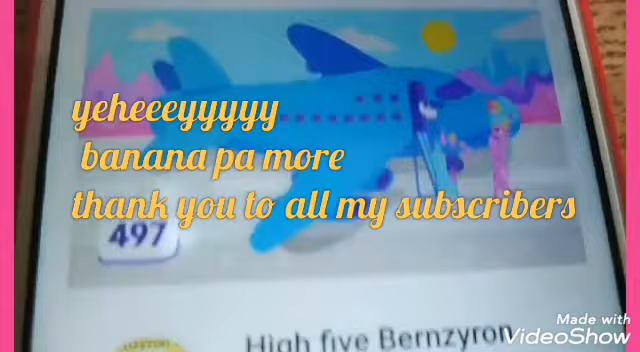 yeheeeyyyyy
banana pa more
thank you to all my subscribers
497
High five Bernzyron
Made with
VideoShow